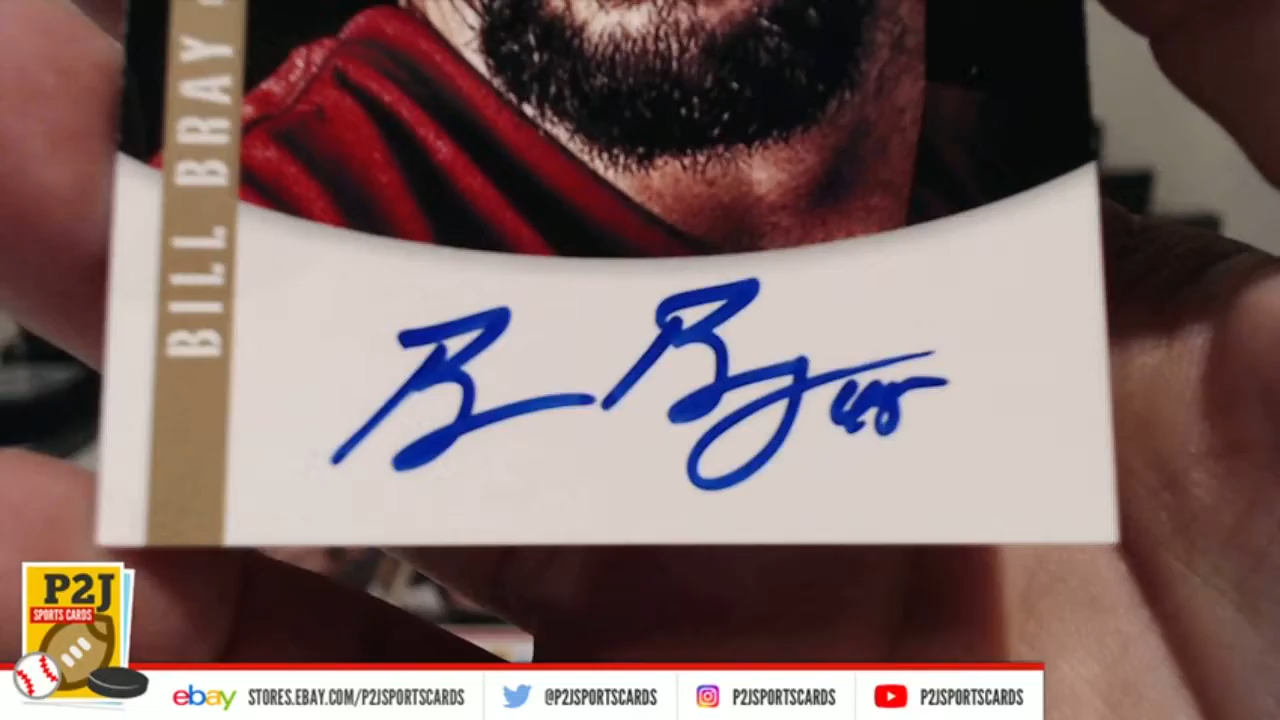 BILL BRAY
B B 48
P2J
SPORTS CARDS
ebay STORES.EBAY.COM/P2JSPORTSCARDS @P2JSPORTSCARDS P2JSPORTSCARDS P2JSPORTSCARDS